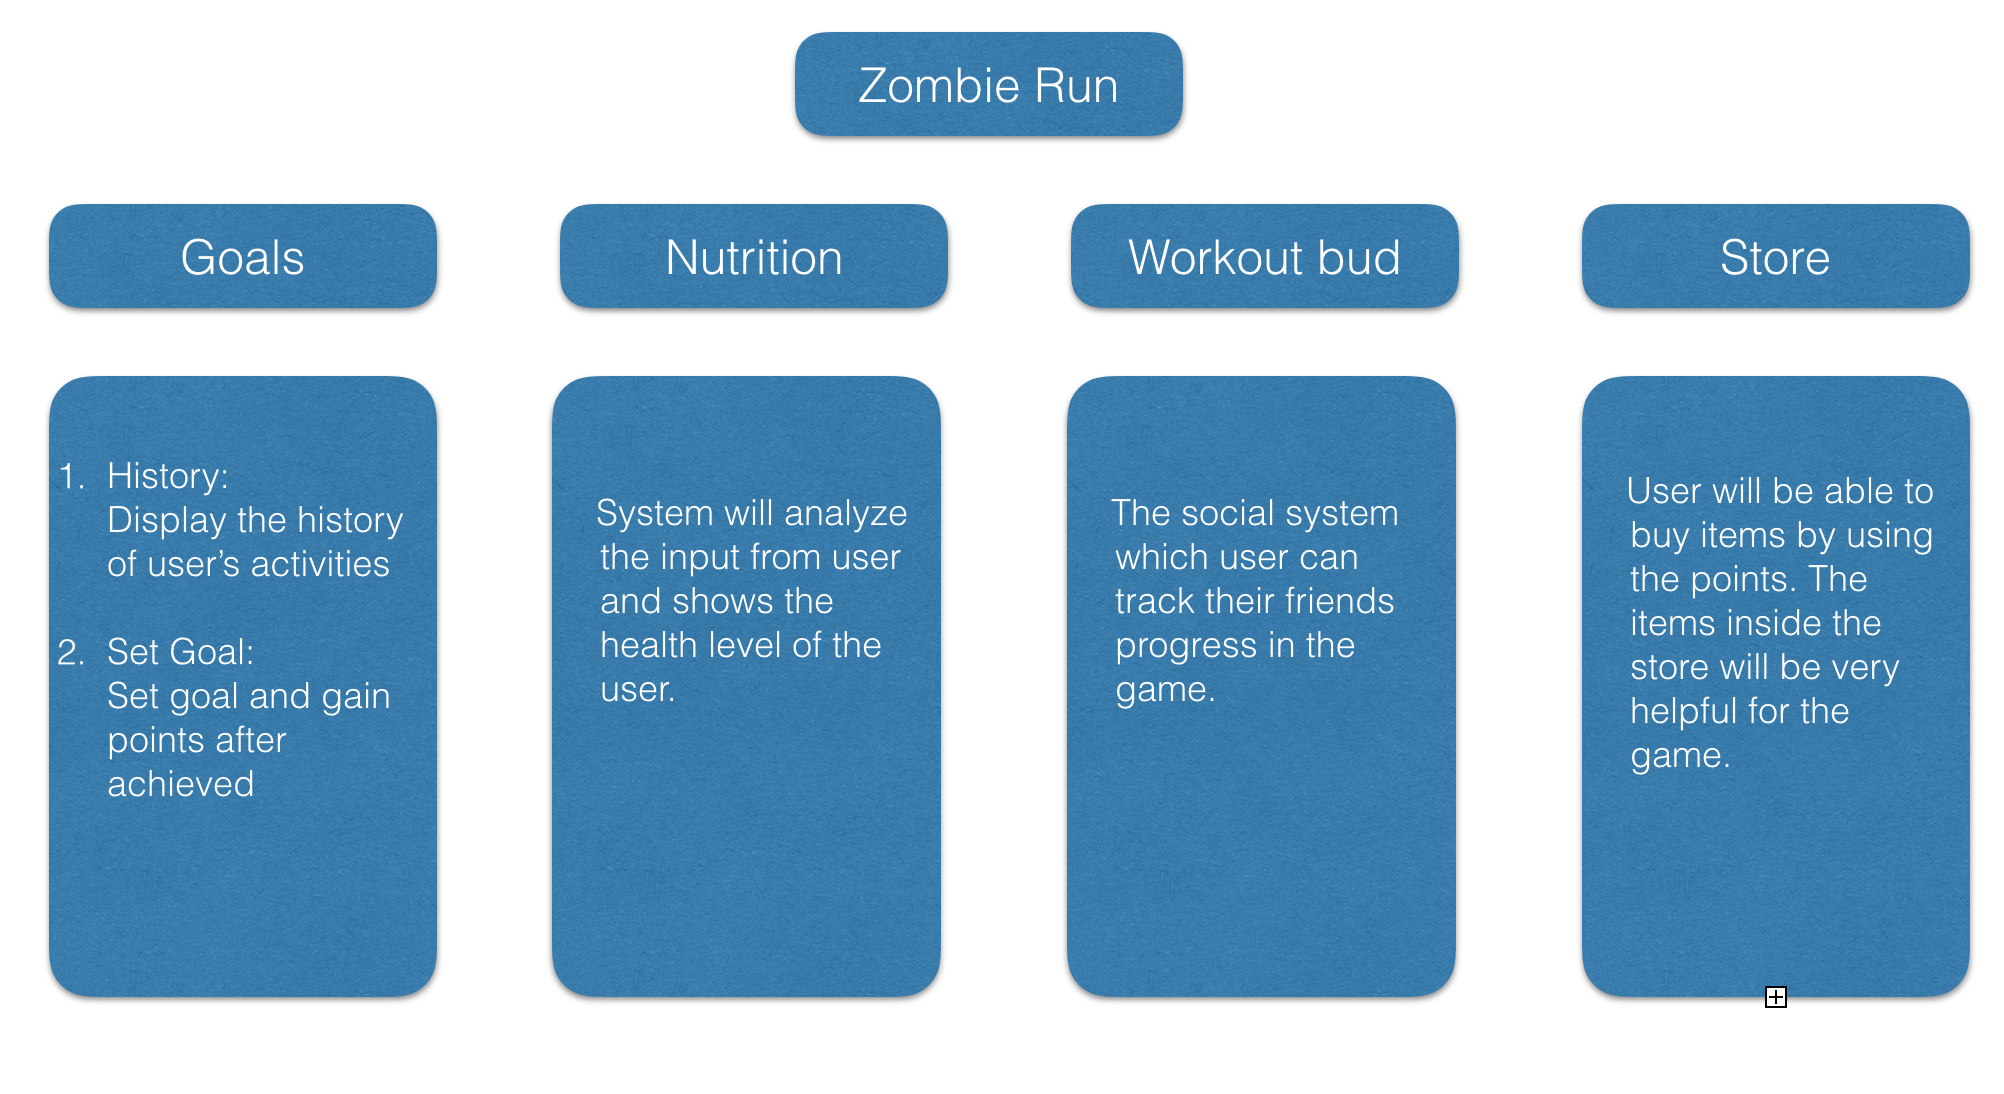 Zombie Run
Goals
Nutrition
Workout bud
Store
1. History:
Display the history
of user’s activities
2. Set Goal:
Set goal and gain
points after
achieved
System will analyze
the input from user
and shows the
health level of the
user.
The social system
which user can
track their friends
progress in the
game.
User will be able to
buy items by using
the points. The
items inside the
store will be very
helpful for the
game.